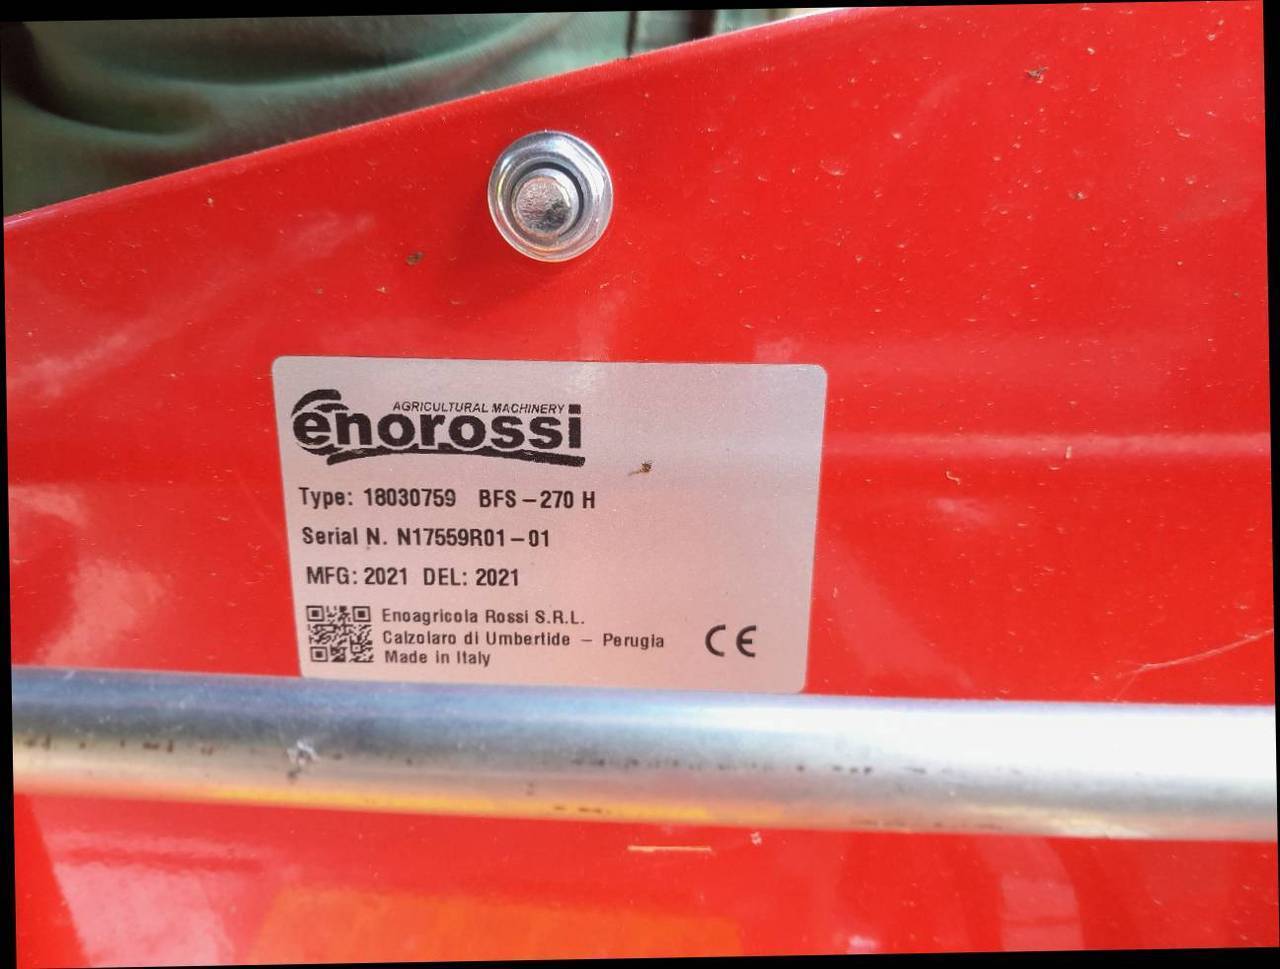 AGRICULTURAL MACHINERY
enorossi
Type: 18030759 BFS-270 H
Serial N. N17559R01-01
MFG: 2021 DEL: 2021
Enoagricola Rossi S.R.L.
Calzolaro di Umbertide - Perugia
Made in Italy
CE